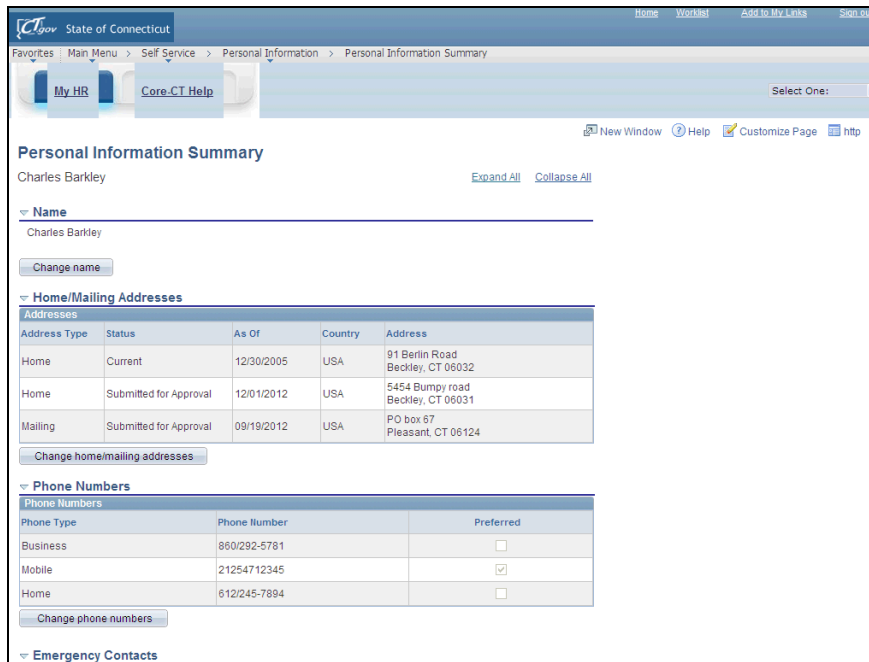 Home Worklist Add to My Links Sign ou
CT.gov State of Connecticut
Favorites Main Menu > Self Service > Personal Information > Personal Information Summary
My HR Core-CT Help
Select One:
New Window Help Customize Page http
Personal Information Summary
Charles Barkley Expand All Collapse All
Name
Charles Barkley
Change name
Home/Mailing Addresses
Addresses
Address Type Status As Of Country Address
Home Current 12/30/2005 USA 91 Berlin Road
Beckley, CT 06032
Home Submitted for Approval 12/01/2012 USA 5454 Bumpy road
Beckley, CT 06031
Mailing Submitted for Approval 09/19/2012 USA PO box 67
Pleasant, CT 06124
Change home/mailing addresses
Phone Numbers
Phone Numbers
Phone Type Phone Number Preferred
Business 860/292-5781
Mobile 21254712345
Home 612/245-7894
Change phone numbers
Emergency Contacts